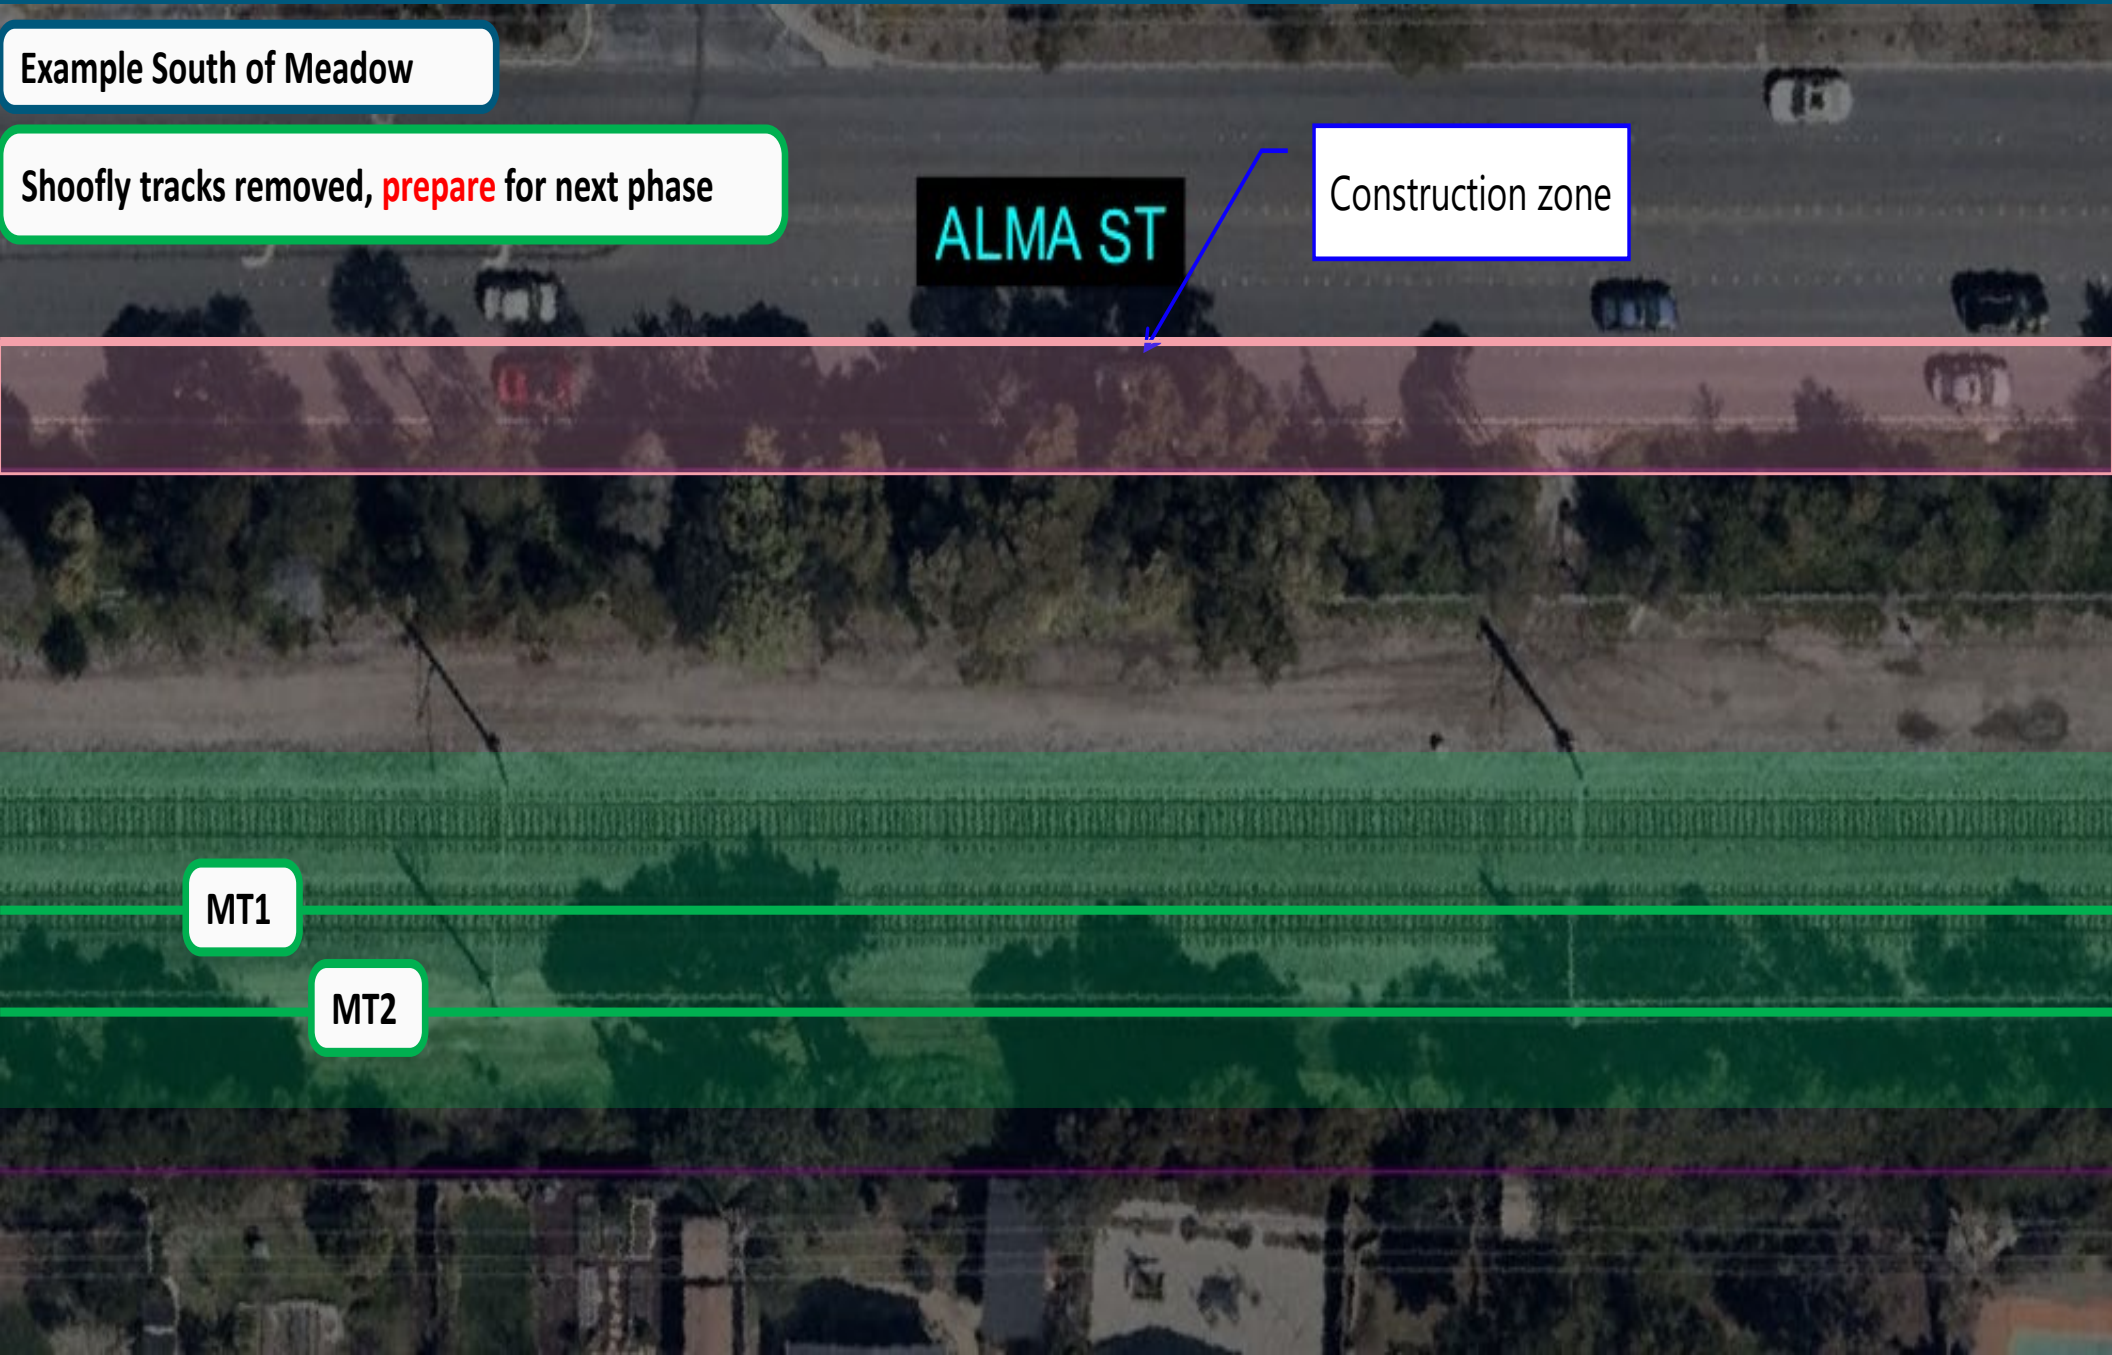 Example South of Meadow
Shoofly tracks removed, prepare for next phase
ALMA ST
Construction zone
MT1
MT2